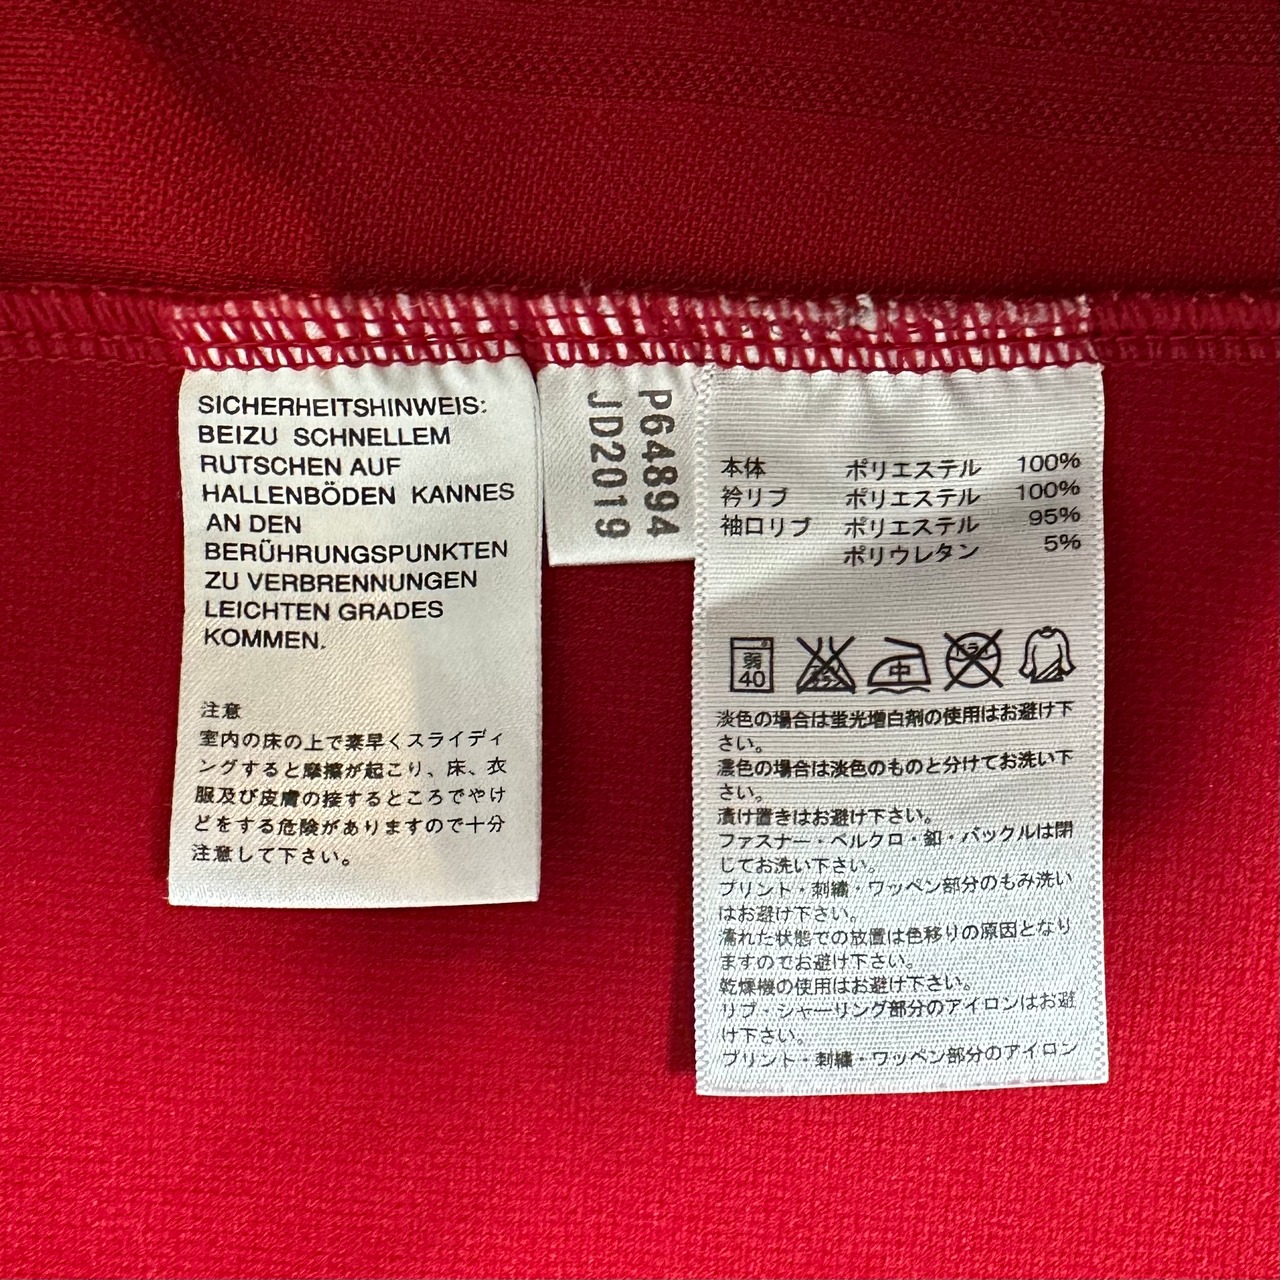 SICHERHEITSHINWEIS:
BEIZU SCHNELLEM
RUTSCHEN AUF
HALLENBÖDEN KANNES
AN DEN
BERÜHRUNGSPUNKTEN
ZU VERBRENNUNGEN
LEICHTEN GRADES
KOMMEN.
注意
室内の床の上で素早くスライディ
ングすると摩擦が起こり、床、衣
服及び皮膚の接するところでやけ
どをする危険がありますので十分
注意して下さい。
P64894
JD2019
本体 ポリエステル 100%
衿リブ ポリエステル 100%
袖口リブ ポリエステル 95%
ポリウレタン 5%
弱
40
中
ドライ
淡色の場合は蛍光増白剤の使用はお避け下
さい。
濃色の場合は淡色のものと分けてお洗い下
さい。
漬け置きはお避け下さい。
ファスナー・ベルクロ・釦・バックルは閉
じてお洗い下さい。
プリント・刺繍・ワッペン部分のもみ洗い
はお避け下さい。
濡れた状態での放置は色移りの原因となり
ますのでお避け下さい。
乾燥機の使用はお避け下さい。
リブ・シャーリング部分のアイロンはお避
け下さい。
プリント・刺繍・ワッペン部分のアイロン